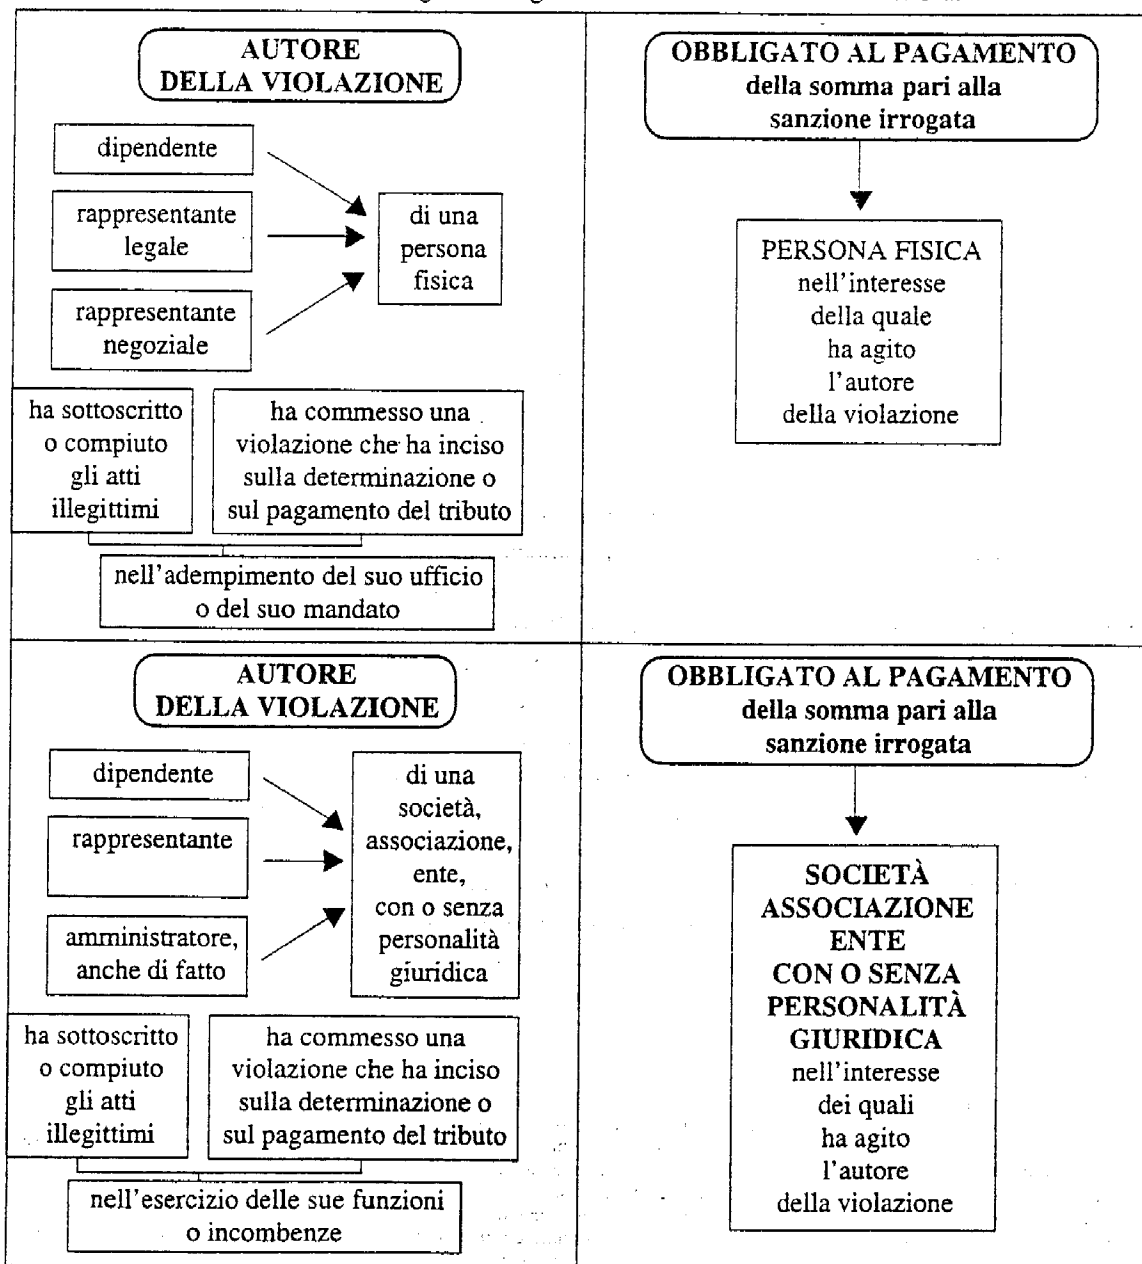 AUTORE
DELLA VIOLAZIONE
dipendente
rappresentante
legale
rappresentante
negoziale
di una
persona
fisica
ha sottoscritto
o compiuto
gli atti
illegittimi
ha commesso una
violazione che ha inciso
sulla determinazione o
sul pagamento del tributo
nell'adempimento del suo ufficio
o del suo mandato
OBBLIGATO AL PAGAMENTO
della somma pari alla
sanzione irrogata
PERSONA FISICA
nell'interesse
della quale
ha agito
l'autore
della violazione
AUTORE
DELLA VIOLAZIONE
dipendente
rappresentante
amministratore,
anche di fatto
di una
società,
associazione,
ente,
con o senza
personalità
giuridica
ha sottoscritto
o compiuto
gli atti
illegittimi
ha commesso una
violazione che ha inciso
sulla determinazione o
sul pagamento del tributo
nell'esercizio delle sue funzioni
o incombenze
OBBLIGATO AL PAGAMENTO
della somma pari alla
sanzione irrogata
SOCIETÀ
ASSOCIAZIONE
ENTE
CON O SENZA
PERSONALITÀ
GIURIDICA
nell'interesse
dei quali
ha agito
l'autore
della violazione